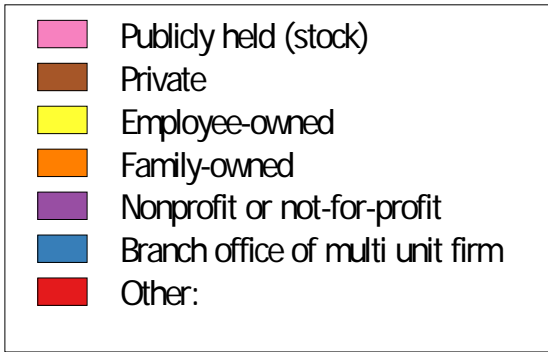 Publicly held (stock)
Private
Employee-owned
Family-owned
Nonprofit or not-for-profit
Branch office of multi unit firm
Other: